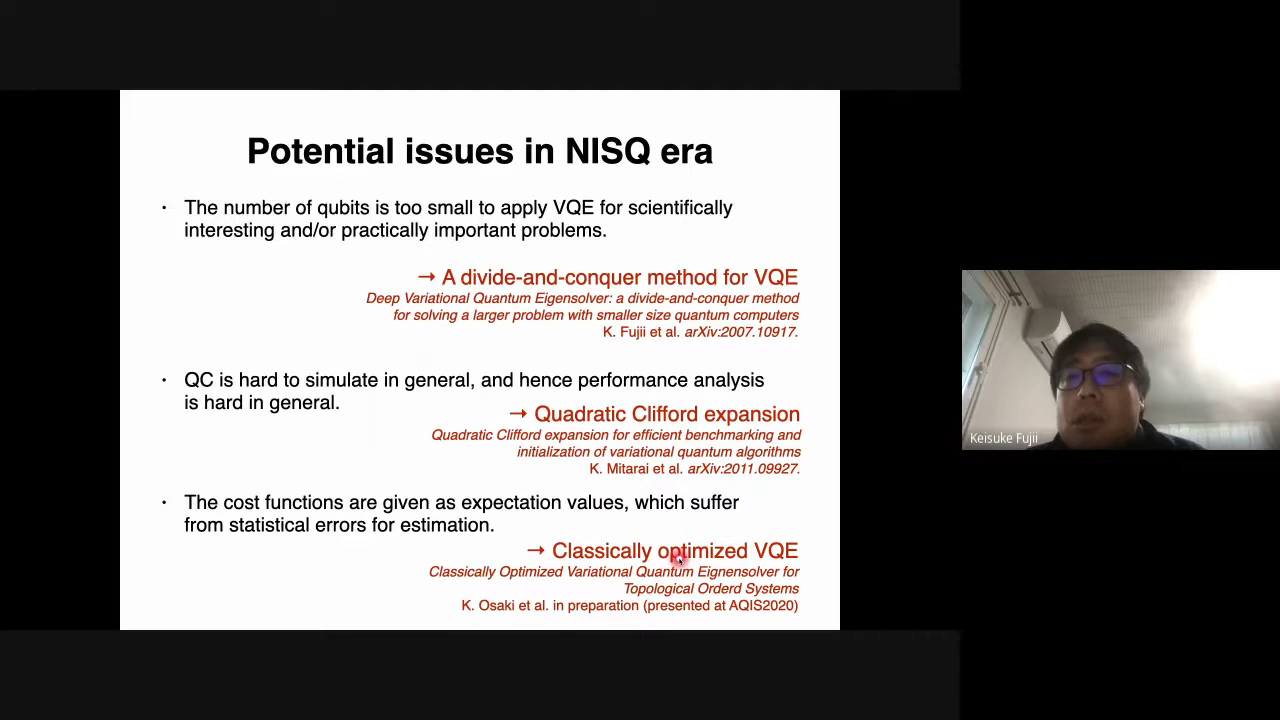 Potential issues in NISQ era
· The number of qubits is too small to apply VQE for scientifically
interesting and/or practically important problems.
→ A divide-and-conquer method for VQE
Deep Variational Quantum Eigensolver: a divide-and-conquer method
for solving a larger problem with smaller size quantum computers
K. Fujii et al. arXiv:2007.10917.
· QC is hard to simulate in general, and hence performance analysis
is hard in general.
→ Quadratic Clifford expansion
Quadratic Clifford expansion for efficient benchmarking and
initialization of variational quantum algorithms
K. Mitarai et al. arXiv:2011.09927.
· The cost functions are given as expectation values, which suffer
from statistical errors for estimation.
→ Classically optimized VQE
Classically Optimized Variational Quantum Eignensolver for
Topological Orderd Systems
K. Osaki et al. in preparation (presented at AQIS2020)
Keisuke Fujii